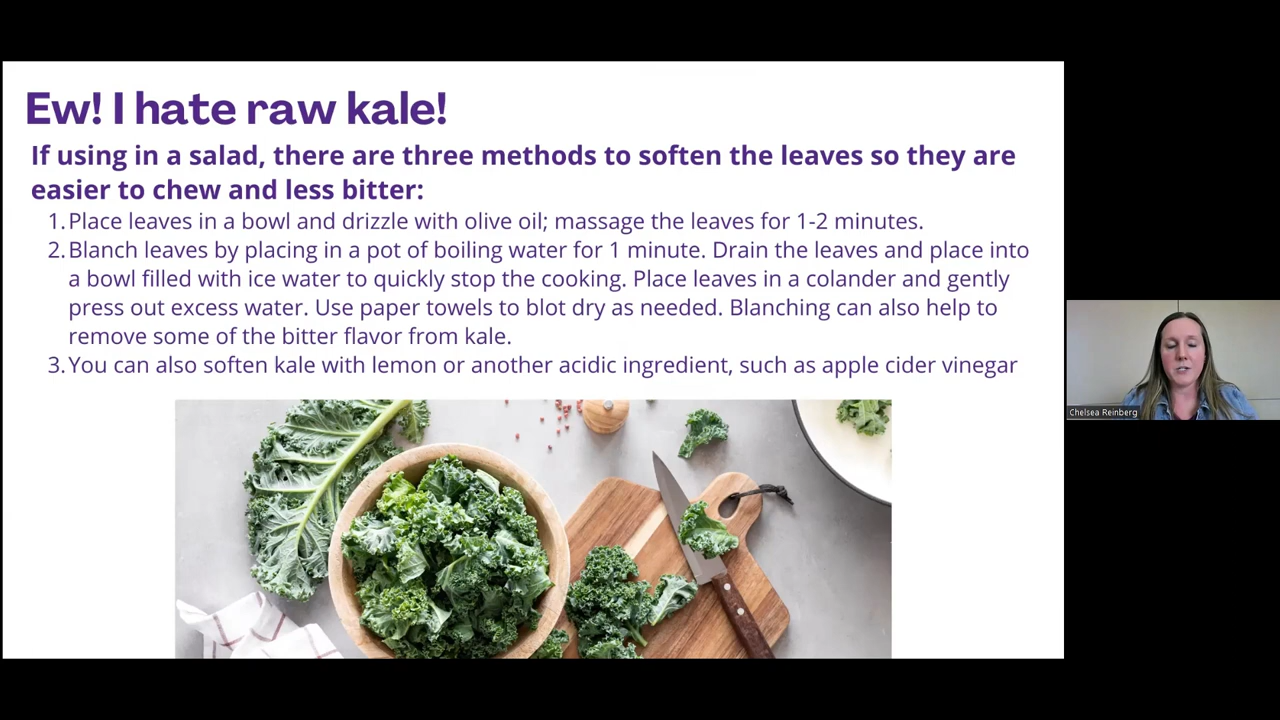 Ew! I hate raw kale!
If using in a salad, there are three methods to soften the leaves so they are
easier to chew and less bitter:
1. Place leaves in a bowl and drizzle with olive oil; massage the leaves for 1-2 minutes.
2. Blanch leaves by placing in a pot of boiling water for 1 minute. Drain the leaves and place into
a bowl filled with ice water to quickly stop the cooking. Place leaves in a colander and gently
press out excess water. Use paper towels to blot dry as needed. Blanching can also help to
remove some of the bitter flavor from kale.
3. You can also soften kale with lemon or another acidic ingredient, such as apple cider vinegar
Chelsea Reinberg